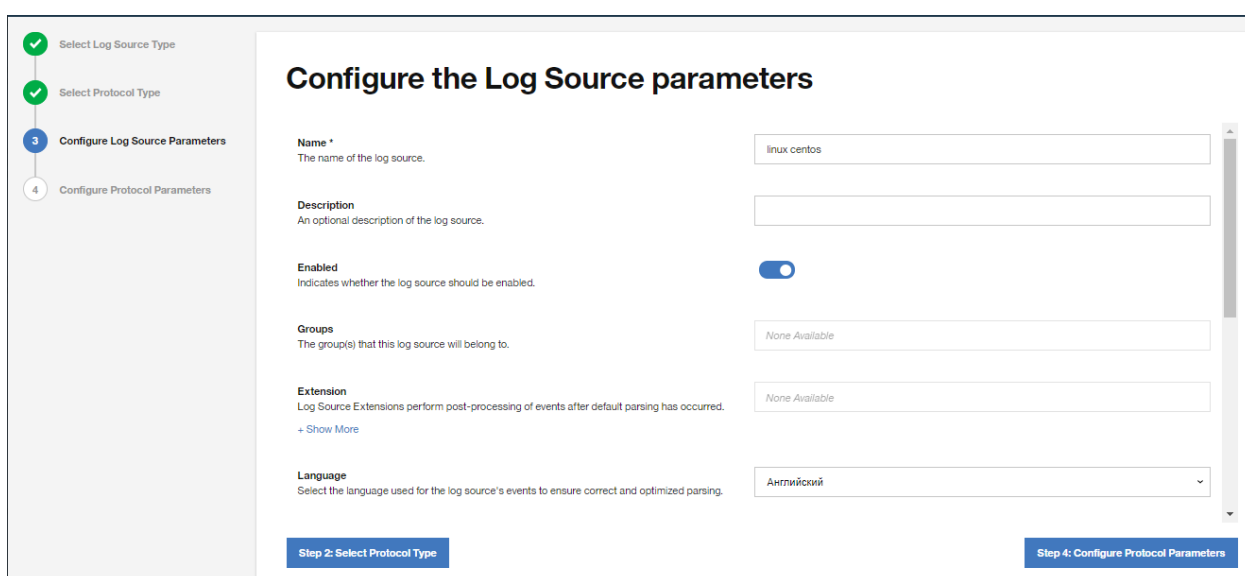 Select Log Source Type
Select Protocol Type
3 Configure Log Source Parameters
4 Configure Protocol Parameters
Configure the Log Source parameters
Name *
The name of the log source.
linux centos
Description
An optional description of the log source.
Enabled
Indicates whether the log source should be enabled.
Groups
The group(s) that this log source will belong to.
None Available
Extension
Log Source Extensions perform post-processing of events after default parsing has occurred.
None Available
+ Show More
Language
Select the language used for the log source's events to ensure correct and optimized parsing.
Английский
Step 2: Select Protocol Type
Step 4: Configure Protocol Parameters